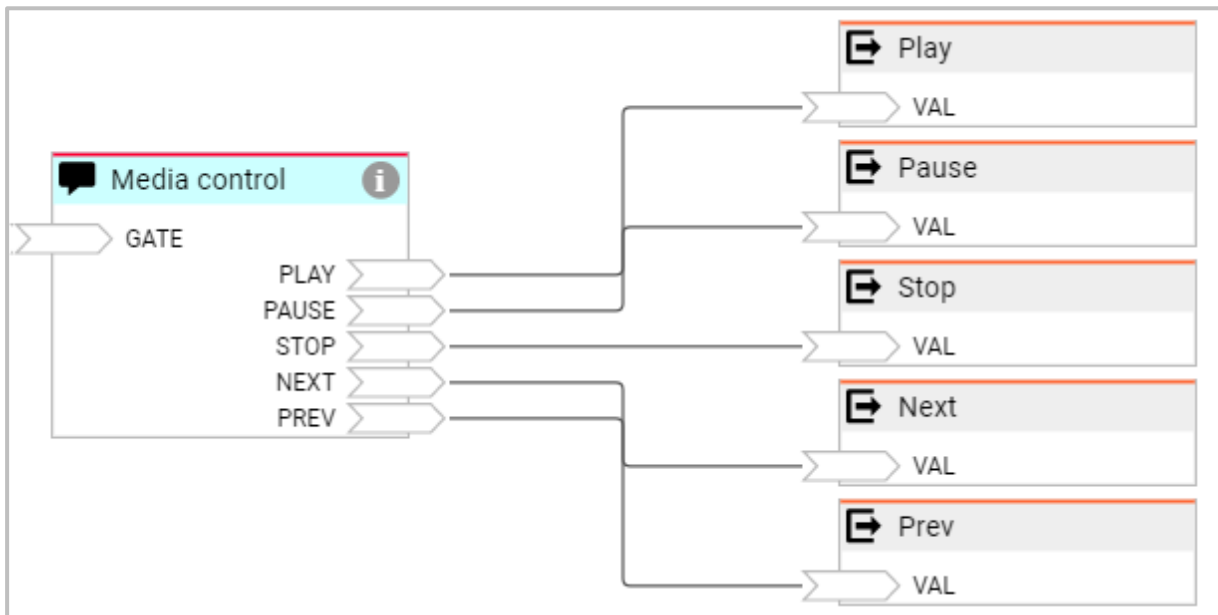 Media control
GATE
PLAY
PAUSE
STOP
NEXT
PREV
Play
VAL
Pause
VAL
Stop
VAL
Next
VAL
Prev
VAL